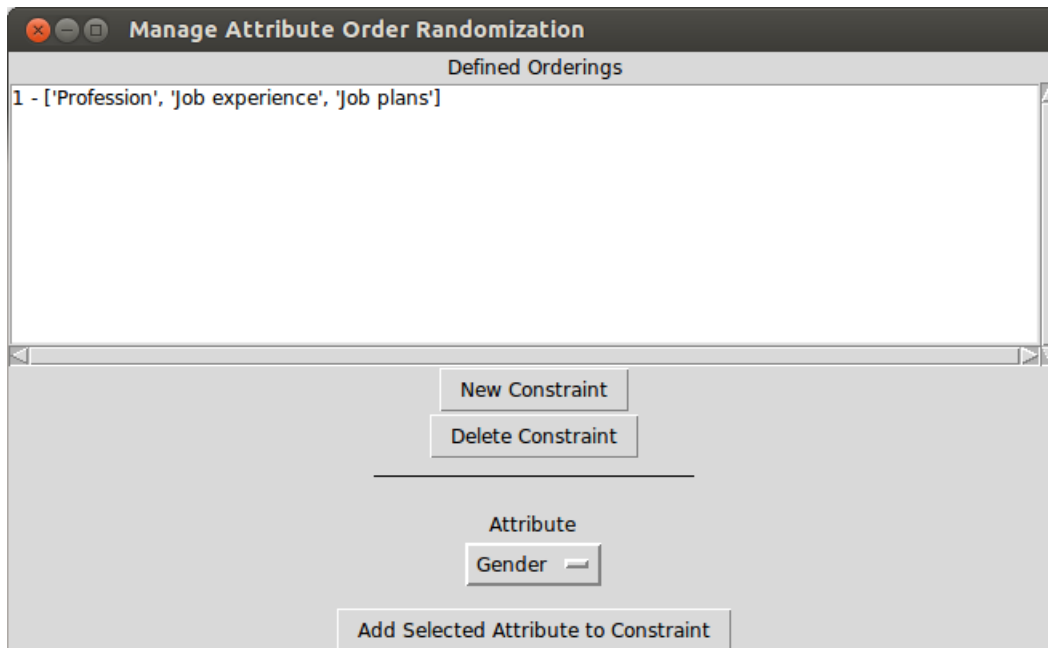 Manage Attribute Order Randomization
Defined Orderings
1 - ['Profession', 'Job experience', 'Job plans']
New Constraint
Delete Constraint
Attribute
Gender
Add Selected Attribute to Constraint